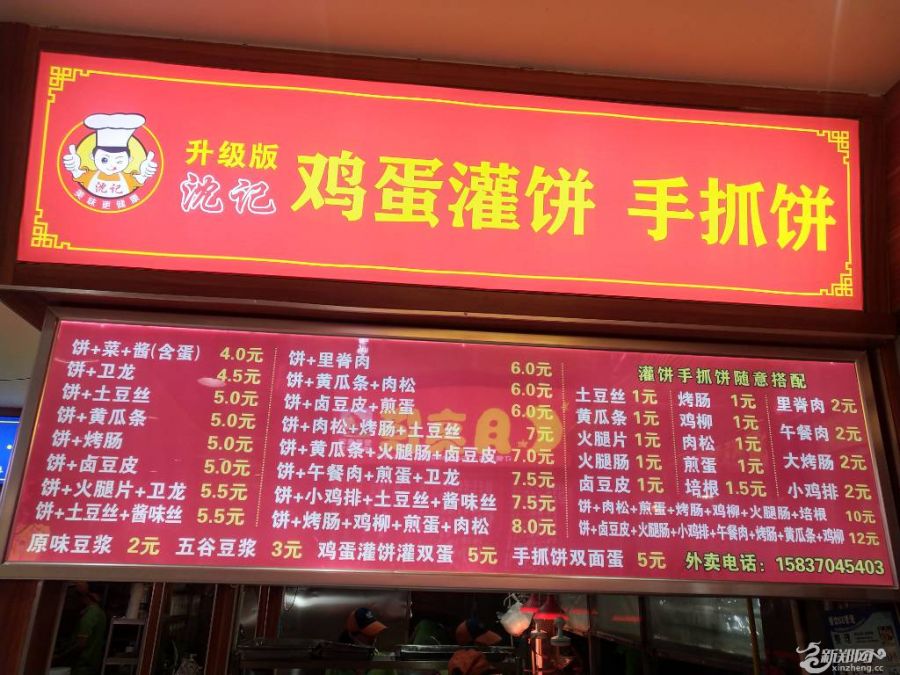 升级版
沈记
鸡蛋灌饼 手抓饼
沈记
美味更健康
饼+菜+酱(含蛋) 4.0元
饼+卫龙 4.5元
饼+土豆丝 5.0元
饼+黄瓜条 5.0元
饼+烤肠 5.0元
饼+卤豆皮 5.0元
饼+火腿片+卫龙 5.5元
饼+土豆丝+酱味丝 5.5元
饼+里脊肉 6.0元
饼+黄瓜条+肉松 6.0元
饼+卤豆皮+煎蛋 6.0元
饼+肉松+烤肠+土豆丝 7元
饼+黄瓜条+火腿肠+卤豆皮 7.0元
饼+午餐肉+煎蛋+卫龙 7.5元
饼+小鸡排+土豆丝+酱味丝 7.5元
饼+烤肠+鸡柳+煎蛋+肉松 8.0元
灌饼手抓饼随意搭配
土豆丝 1元 烤肠 1元 里脊肉 2元
黄瓜条 1元 鸡柳 1元
火腿片 1元 肉松 1元 午餐肉 2元
火腿肠 1元 煎蛋 1元 大烤肠 2元
卤豆皮 1元 培根 1.5元 小鸡排 2元
饼+肉松+煎蛋+烤肠+鸡柳+火腿肠+培根 10元
饼+卤豆皮+火腿肠+小鸡排+午餐肉+烤肠+黄瓜条+鸡柳 12元
原味豆浆 2元 五谷豆浆 3元 鸡蛋灌饼灌双蛋 5元 手抓饼双面蛋 5元 外卖电话：15837045403
新郑网
xinzheng.cc